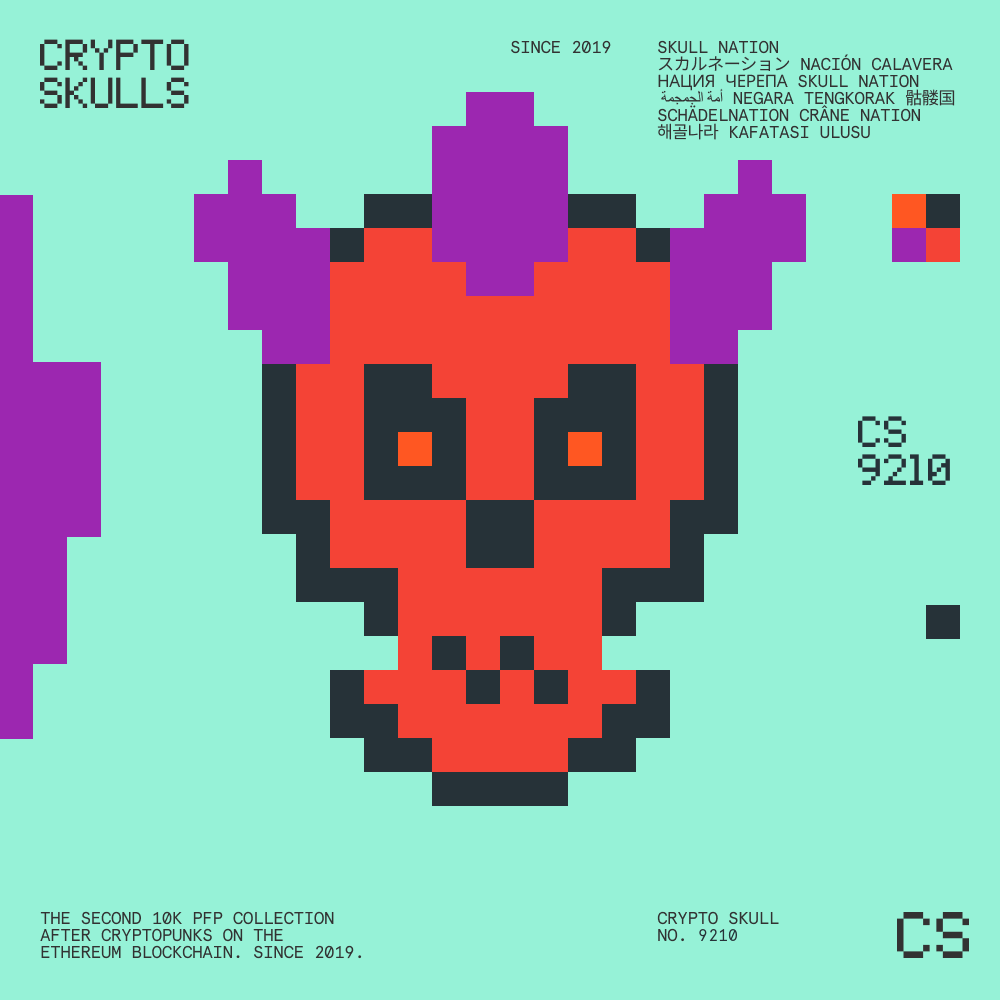 CRYPTO
SKULLS
SINCE 2019
SKULL NATION
スカルネーション NACIÓN CALAVERA
НАЦИЯ ЧЕРЕПА SKULL NATION
أمة الجمجمة NEGARA TENGKORAK 骷髅国
SCHÄDELNATION CRÂNE NATION
해골나라 KAFATASI ULUSU
CS
9210
THE SECOND 10K PFP COLLECTION
AFTER CRYPTOPUNKS ON THE
ETHEREUM BLOCKCHAIN. SINCE 2019.
CRYPTO SKULL
NO. 9210
CS